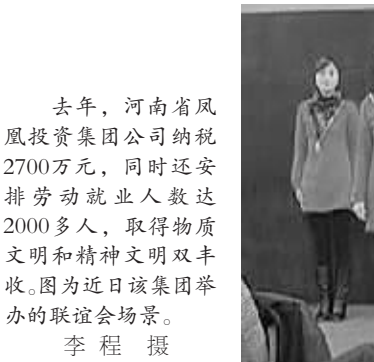 去年，河南省凤
凰投资集团公司纳税
2700万元，同时还安
排劳动就业人数达
2000多人，取得物质
文明和精神文明双丰
收。图为近日该集团举
办的联谊会场景。
李 程 摄